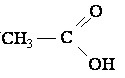 O
CH₃ — C
OH